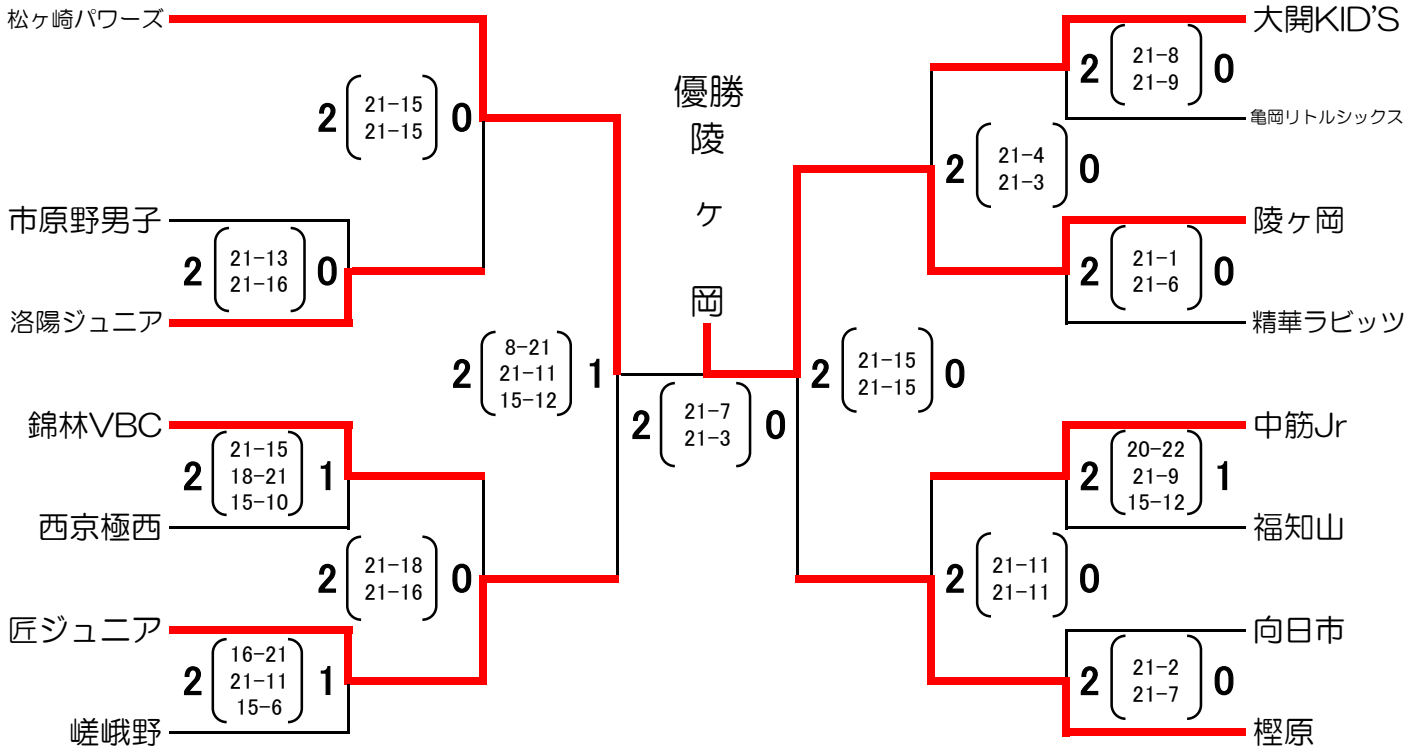 松ヶ崎パワーズ
2 21-15 0
21-15
市原野男子
2 21-13 0
21-16
洛陽ジュニア
2 8-21 1
21-11
15-12
錦林VBC
2 21-15 1
18-21
15-10
西京極西
2 21-18 0
21-16
匠ジュニア
2 16-21 1
21-11
15-6
嵯峨野
優勝
陵
ヶ
岡
2 21-7 0
21-3
大開KID'S
2 21-8 0
21-9
亀岡リトルシックス
2 21-4 0
21-3
陵ヶ岡
2 21-1 0
21-6
精華ラビッツ
2 21-15 0
21-15
中筋Jr
2 20-22 1
21-9
15-12
福知山
2 21-11 0
21-11
向日市
2 21-2 0
21-7
樫原